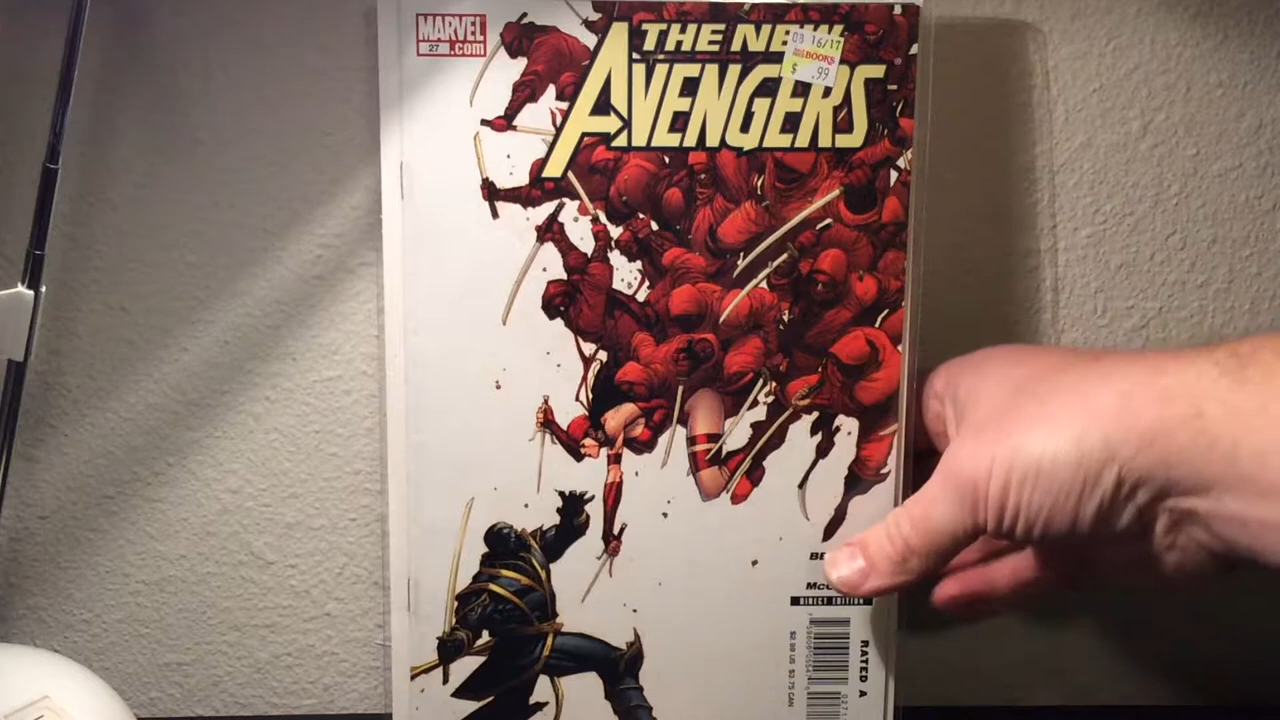 MARVEL
27 .com
THE NEW
AVENGERS
08 16/17
BOOKS
$ .99
DIRECT EDITION
RATED A
$2.99 US $3.75 CAN